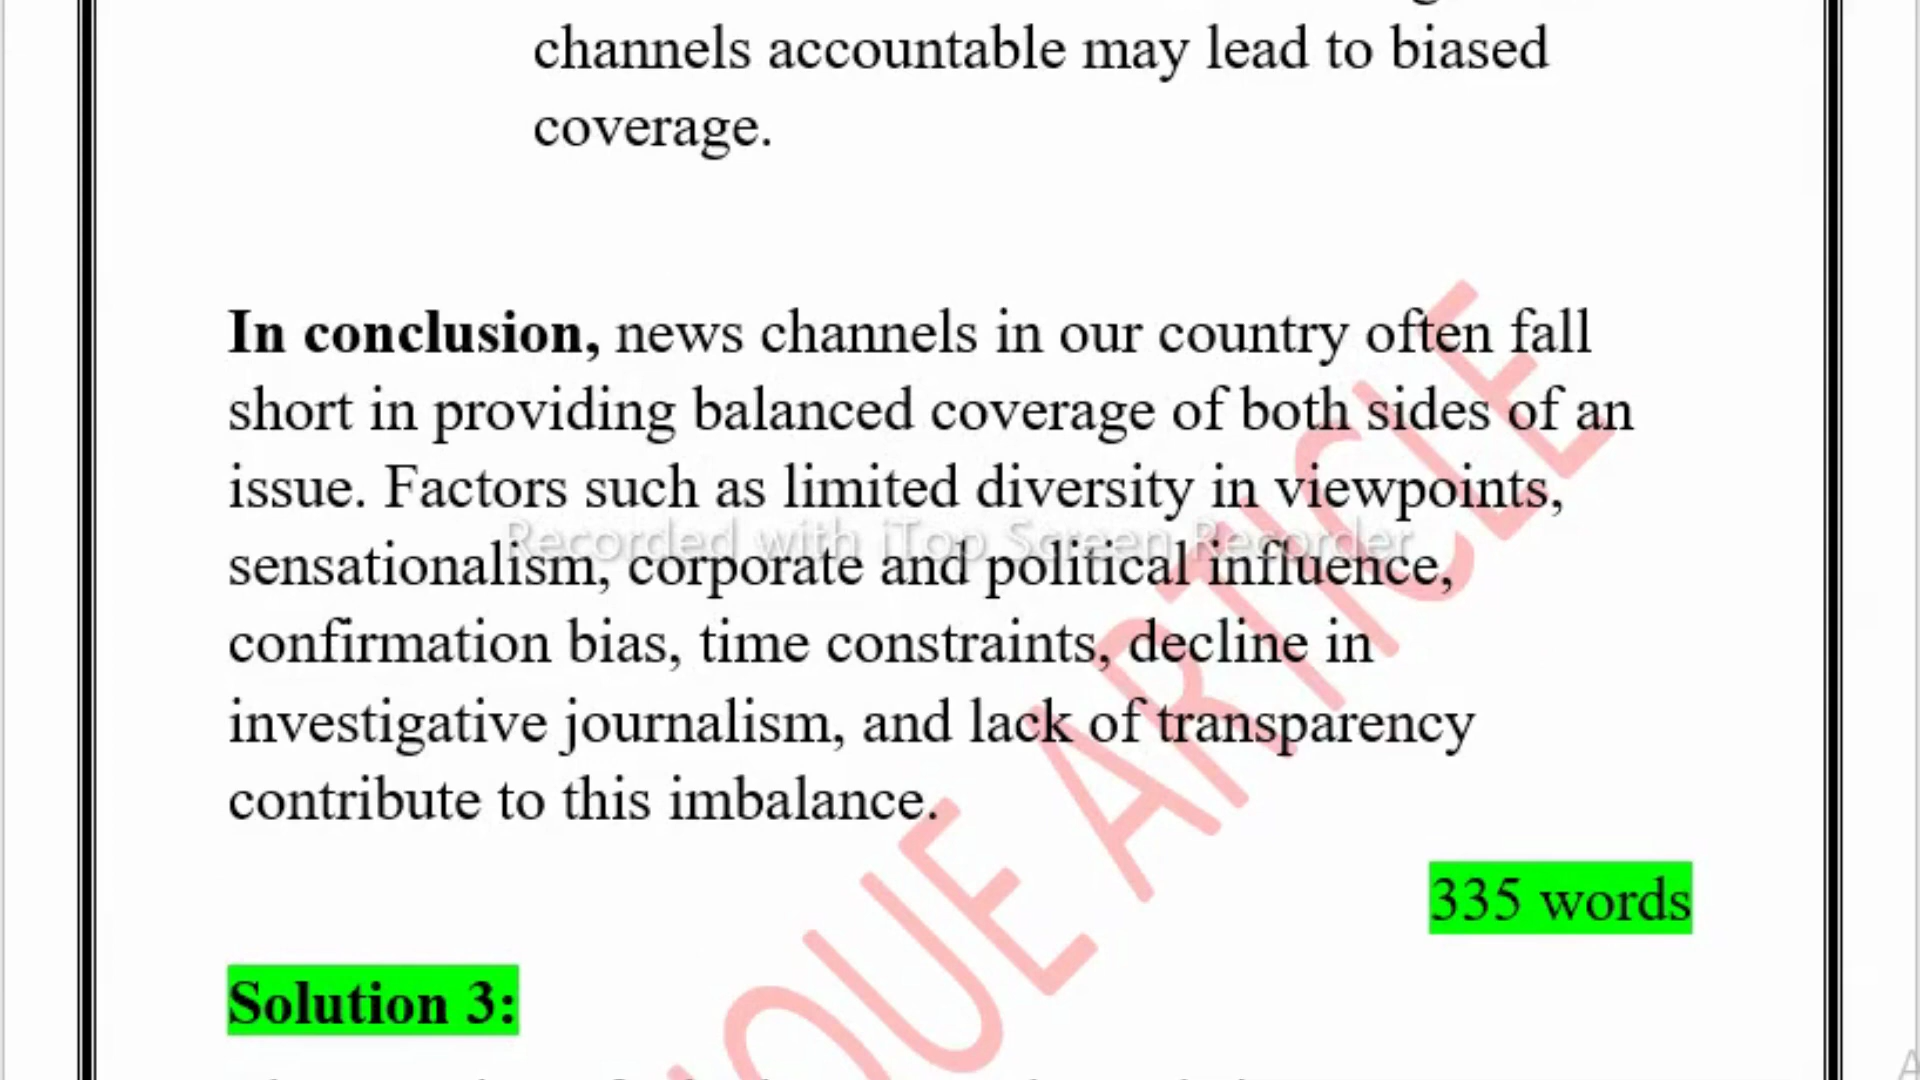 channels accountable may lead to biased
coverage.
In conclusion, news channels in our country often fall
short in providing balanced coverage of both sides of an
issue. Factors such as limited diversity in viewpoints,
Recorded with iTop Screen Recorder
sensationalism, corporate and political influence,
confirmation bias, time constraints, decline in
investigative journalism, and lack of transparency
contribute to this imbalance.
335 words
Solution 3:
QUE ARTICLE